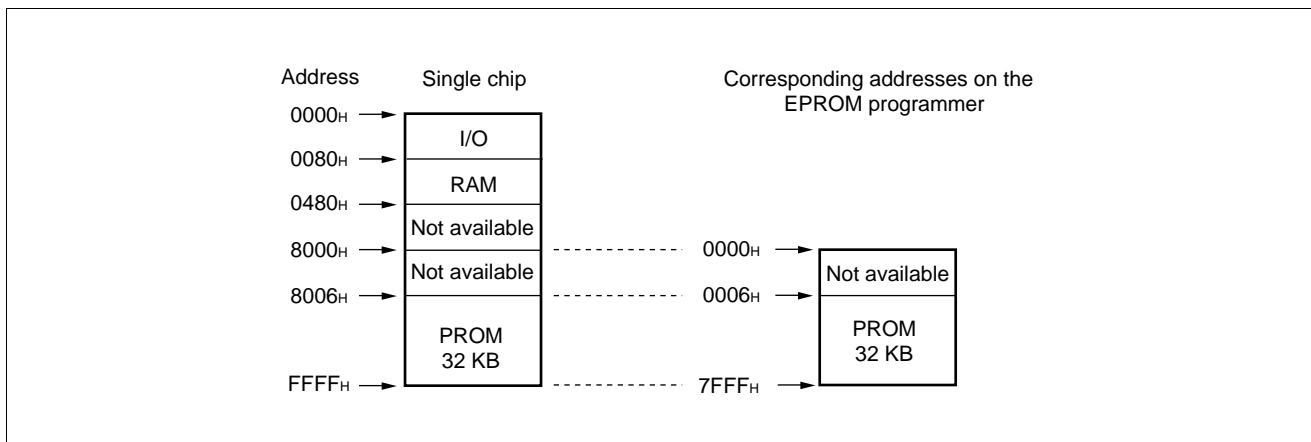 Address
Single chip
Corresponding addresses on the
EPROM programmer
0000H
I/O
0080H
RAM
0480H
Not available
8000H
0000H
Not available
Not available
8006H
0006H
PROM
32 KB
PROM
32 KB
FFFFH
7FFFH